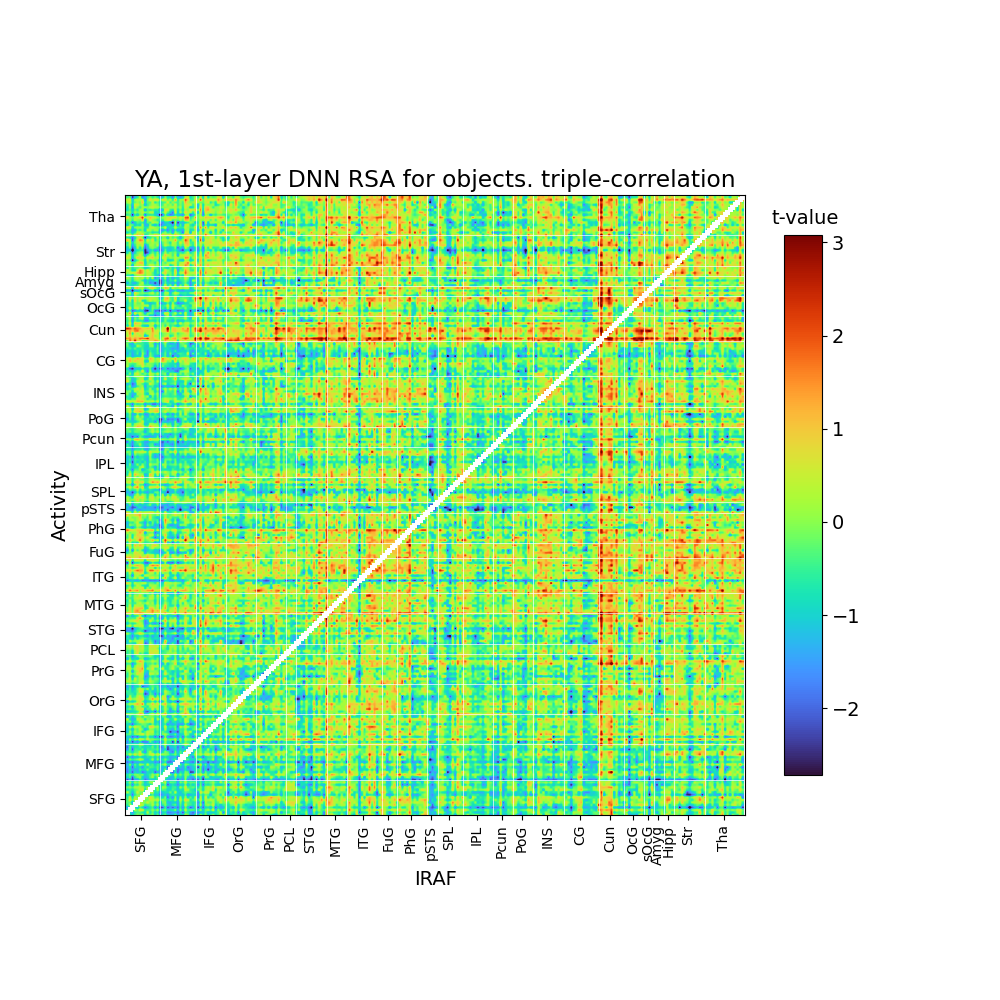 YA, 1st-layer DNN RSA for objects. triple-correlation
t-value
3
2
1
0
−1
−2
Activity
Tha
Str
Hipp
Amyg
sOcG
OcG
Cun
CG
INS
PoG
Pcun
IPL
SPL
pSTS
PhG
FuG
ITG
MTG
STG
PCL
PrG
OrG
IFG
MFG
SFG
SFG
MFG
IFG
OrG
PrG
PCL
STG
MTG
ITG
FuG
PhG
pSTS
SPL
IPL
Pcun
PoG
INS
CG
Cun
OcG
sOcG
Amyg
Hipp
Str
Tha
IRAF